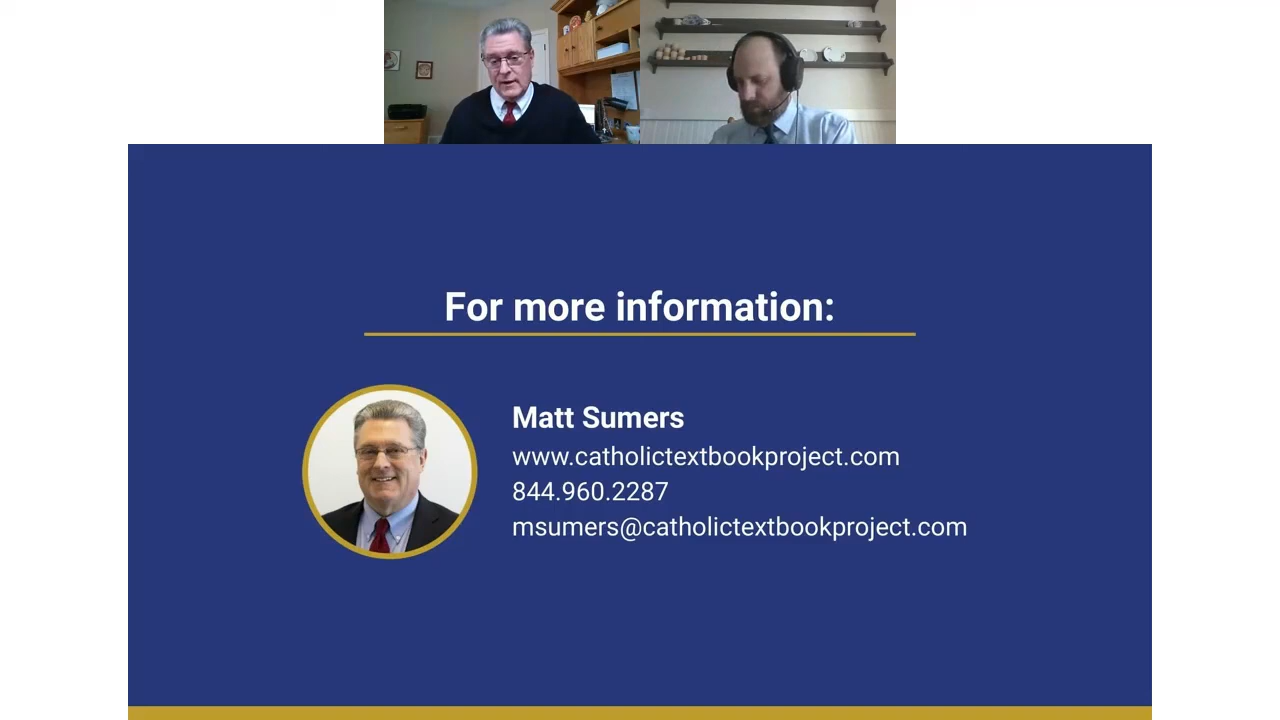 For more information:
Matt Sumers
www.catholictextbookproject.com
844.960.2287
msumers@catholictextbookproject.com